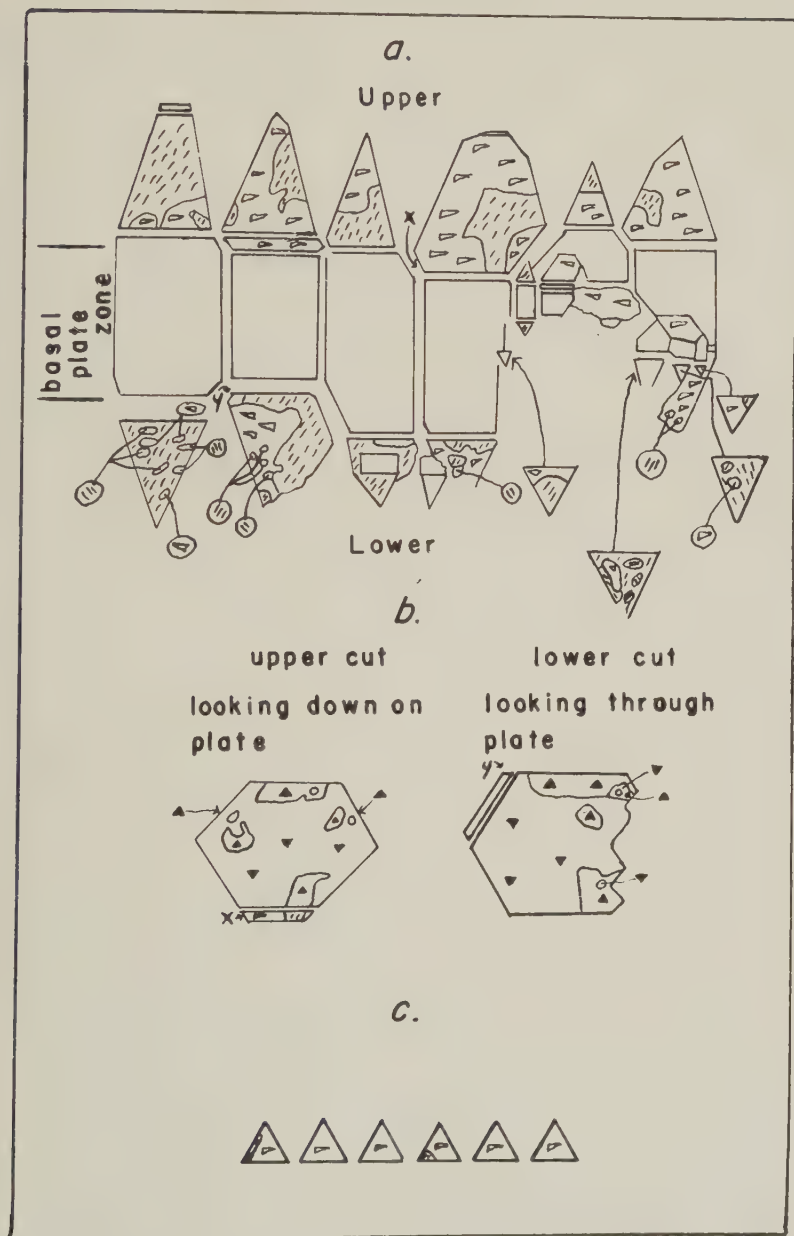 a.
Upper
x
basal
plate
zone
y
Lower
b.
upper cut
looking down on
plate
lower cut
looking through
plate
y
x
c.